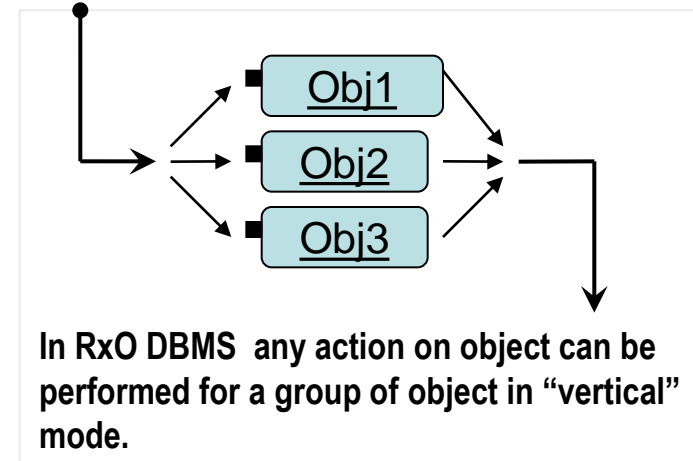 Obj1
Obj2
Obj3
In RxO DBMS any action on object can be
performed for a group of object in “vertical”
mode.